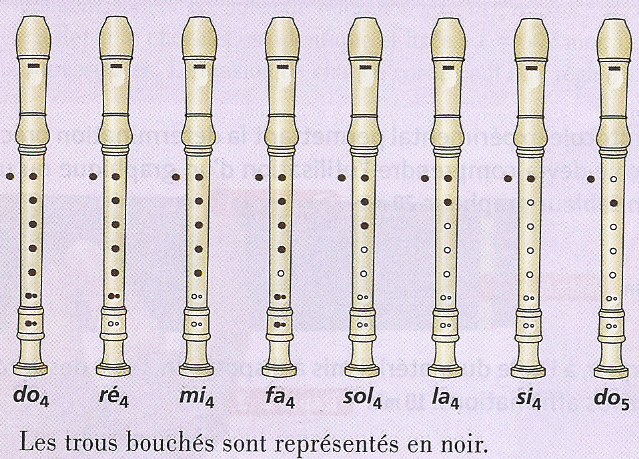 do4 ré4 mi4 fa4 sol4 la4 si4 do5
Les trous bouchés sont représentés en noir.